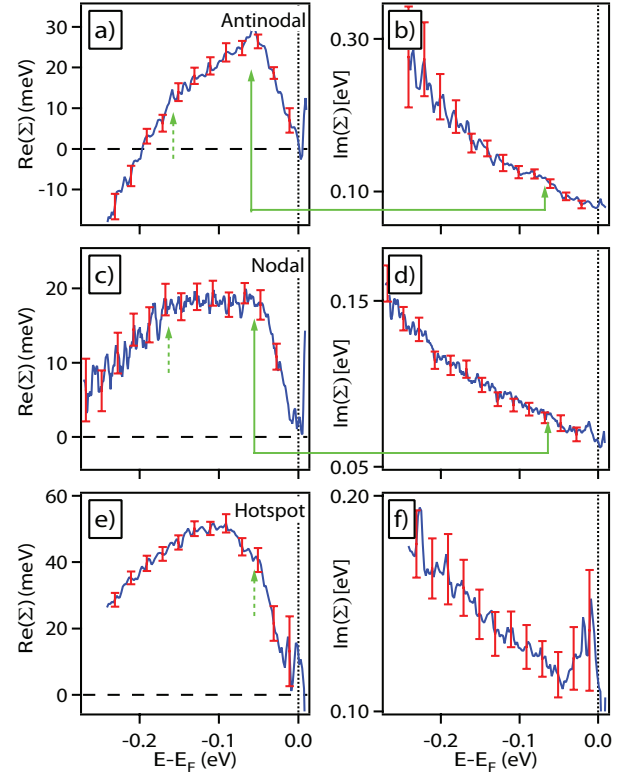 a)
Antinodal
30
20
10
0
-10
Re(Σ) (meV)
b)
0.30
0.10
Im(Σ) [eV]
c)
Nodal
20
10
0
Re(Σ) (meV)
d)
0.15
0.05
Im(Σ) [eV]
e)
Hotspot
60
40
20
0
Re(Σ) (meV)
-0.2 -0.1 0.0
E-E_F (eV)
f)
0.20
0.10
Im(Σ) [eV]
-0.2 -0.1 0.0
E-E_F (eV)